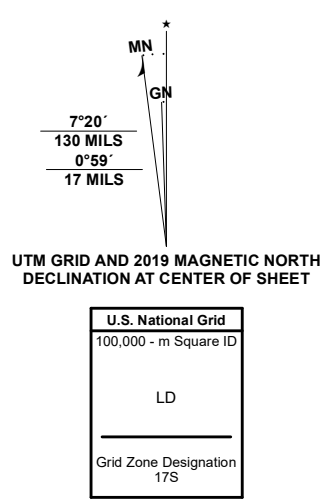 MN
GN
7°20´
130 MILS
0°59´
17 MILS
UTM GRID AND 2019 MAGNETIC NORTH
DECLINATION AT CENTER OF SHEET
U.S. National Grid
100,000 - m Square ID
LD
Grid Zone Designation
17S